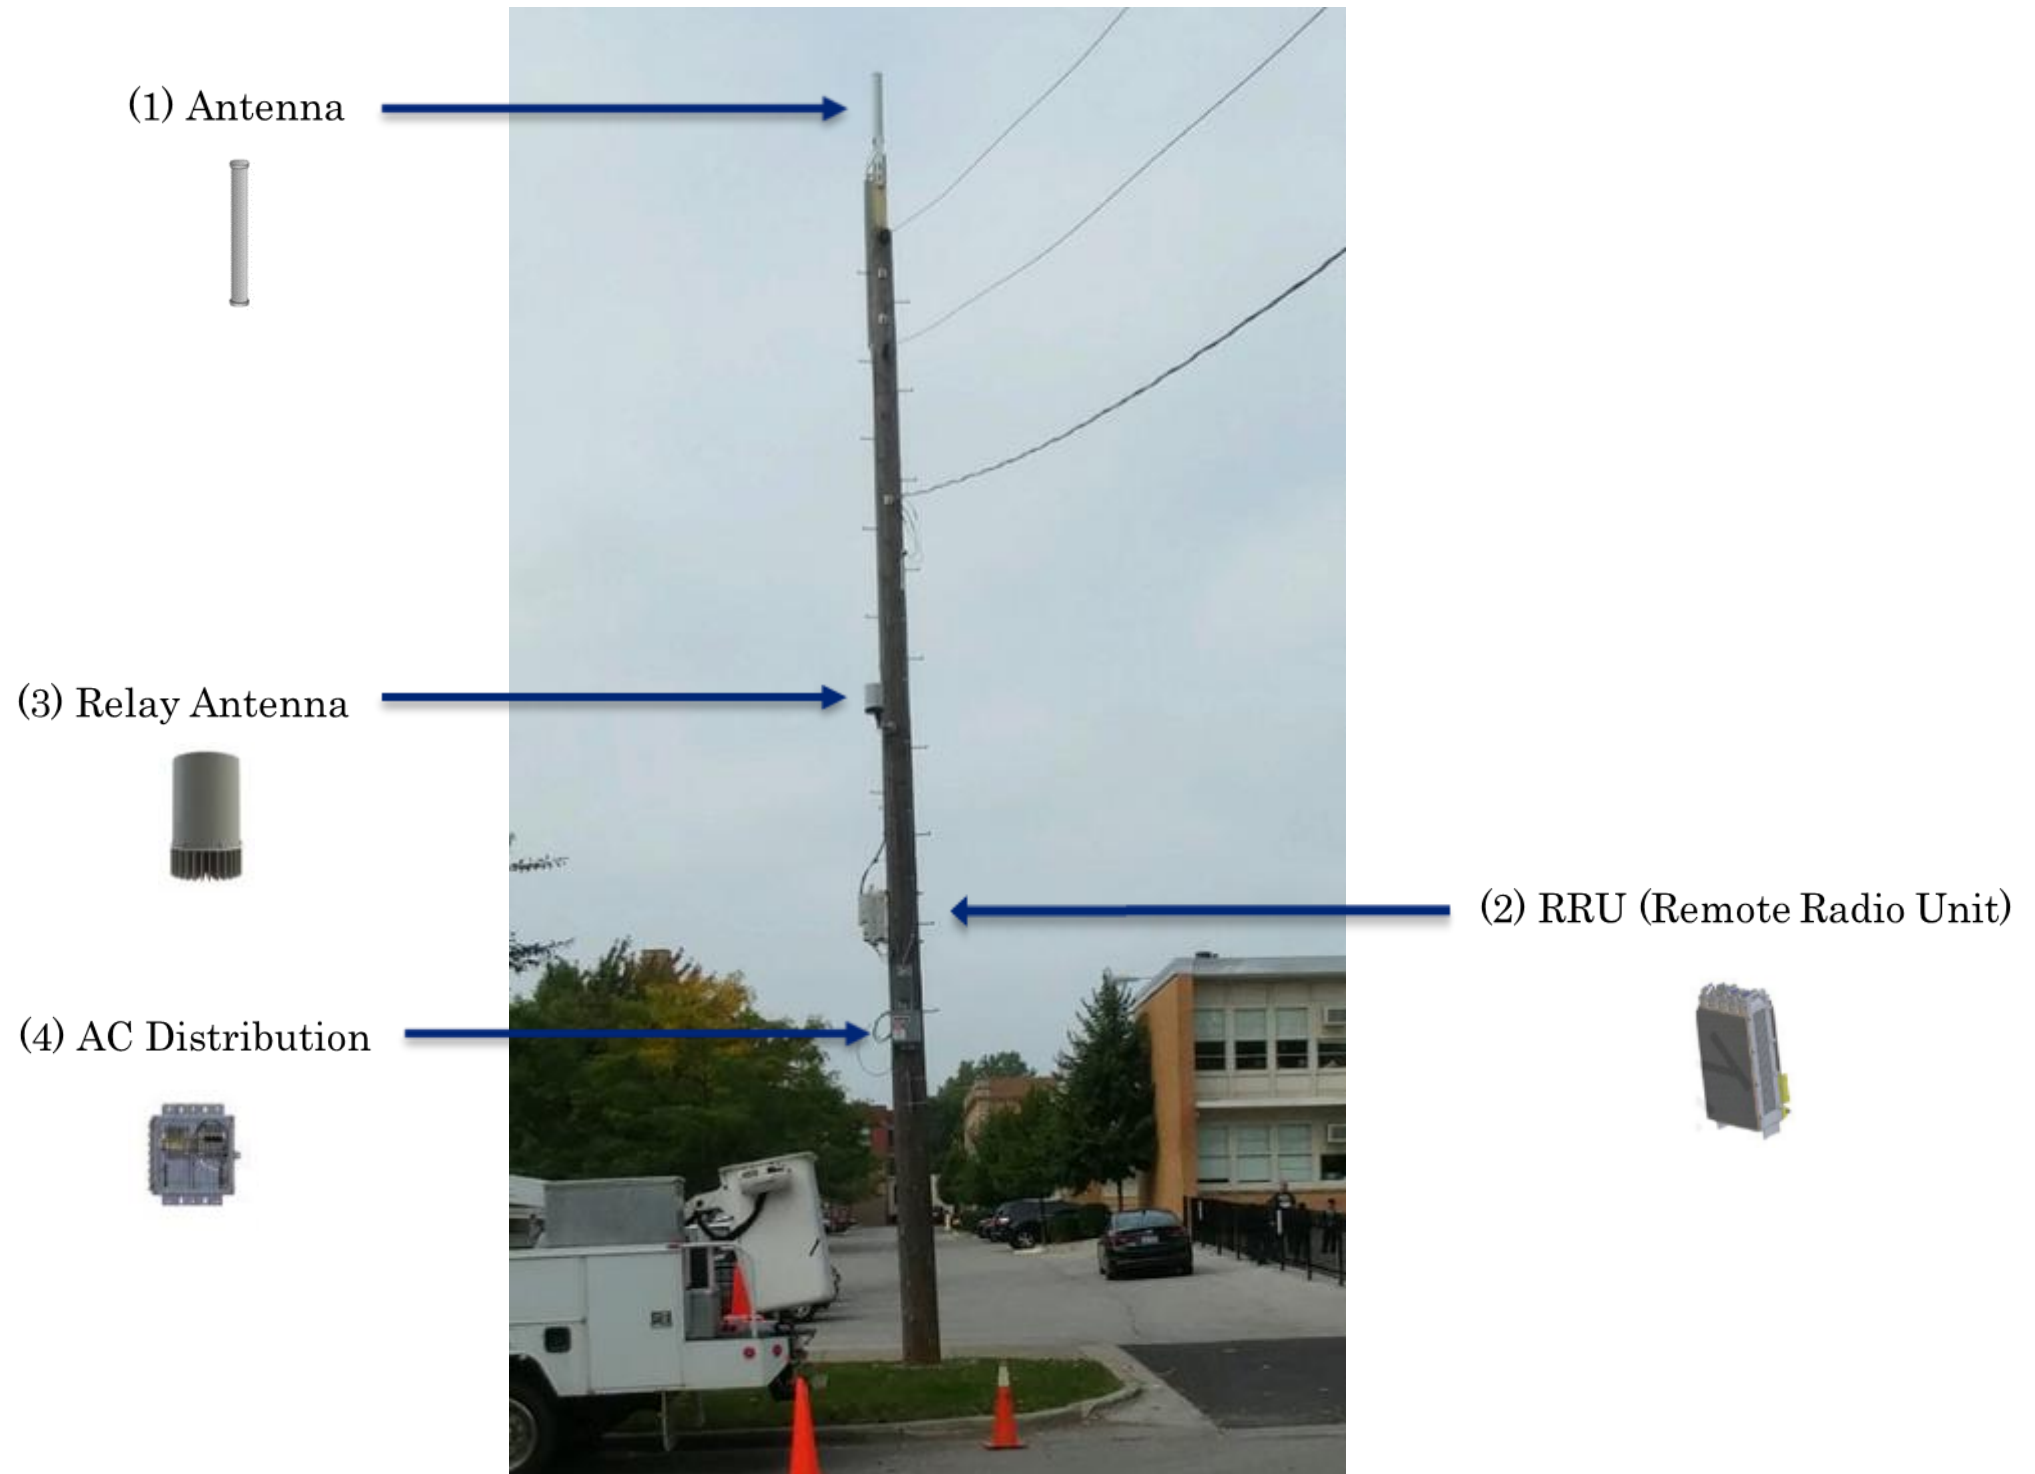 (1) Antenna
(3) Relay Antenna
(2) RRU (Remote Radio Unit)
(4) AC Distribution